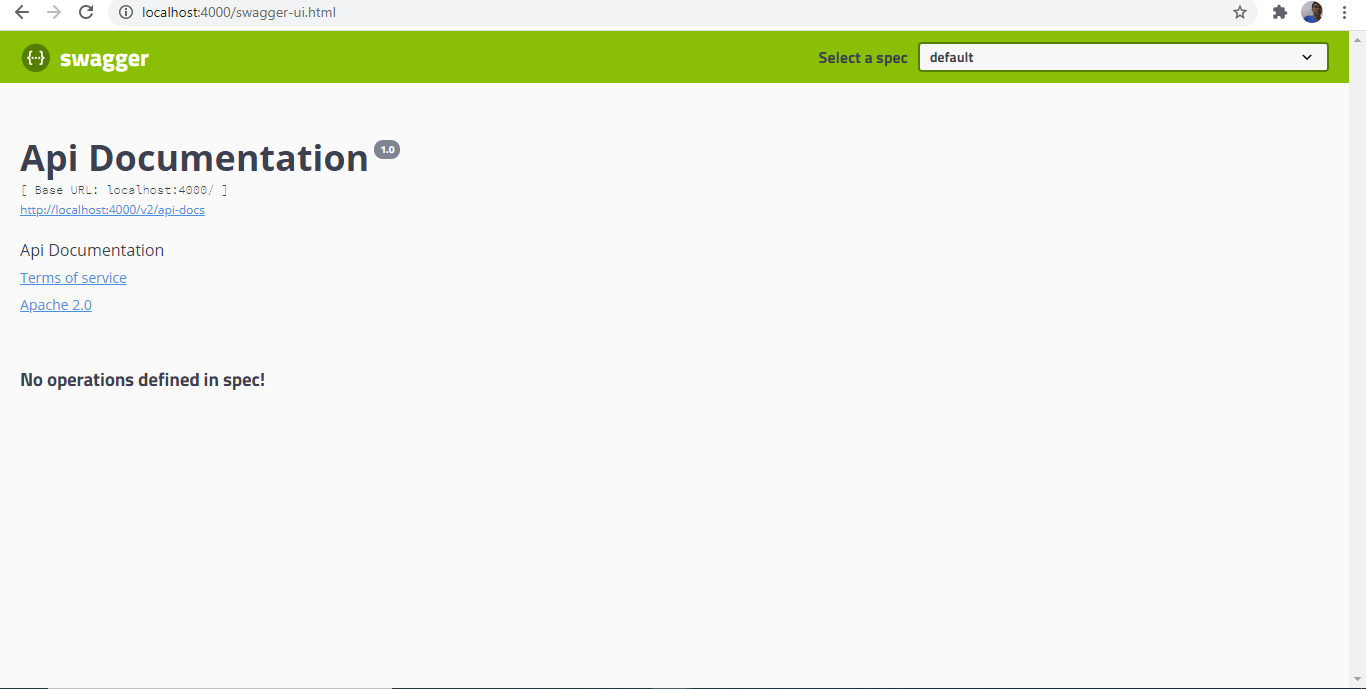 localhost:4000/swagger-ui.html
{...} swagger
Select a spec
default
Api Documentation 1.0
[ Base URL: localhost:4000/ ]
http://localhost:4000/v2/api-docs
Api Documentation
Terms of service
Apache 2.0
No operations defined in spec!